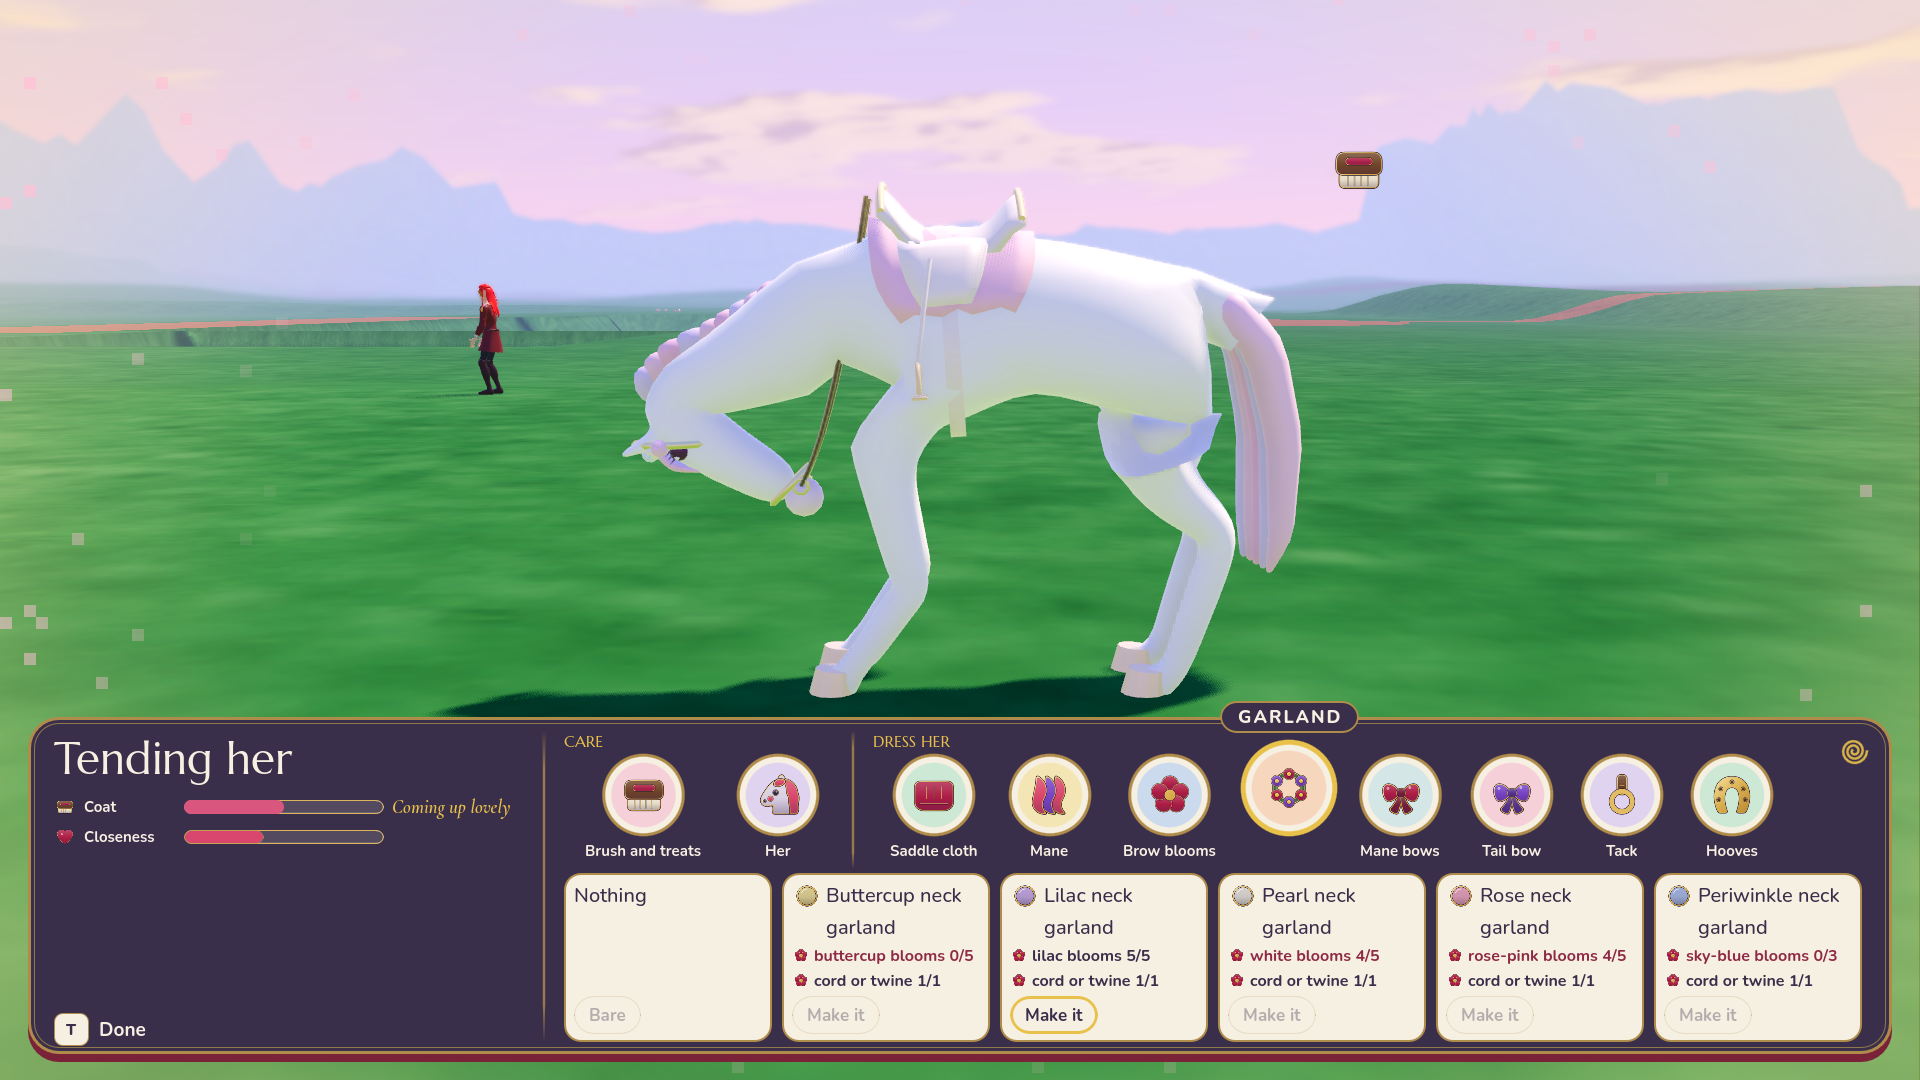 GARLAND
Tending her
Coat
Coming up lovely
Closeness
T Done
CARE
Brush and treats
Her
DRESS HER
Saddle cloth
Mane
Brow blooms
Mane bows
Tail bow
Tack
Hooves
Nothing
Bare
Buttercup neck
garland
buttercup blooms 0/5
cord or twine 1/1
Make it
Lilac neck
garland
lilac blooms 5/5
cord or twine 1/1
Make it
Pearl neck
garland
white blooms 4/5
cord or twine 1/1
Make it
Rose neck
garland
rose-pink blooms 4/5
cord or twine 1/1
Make it
Periwinkle neck
garland
sky-blue blooms 0/3
cord or twine 1/1
Make it